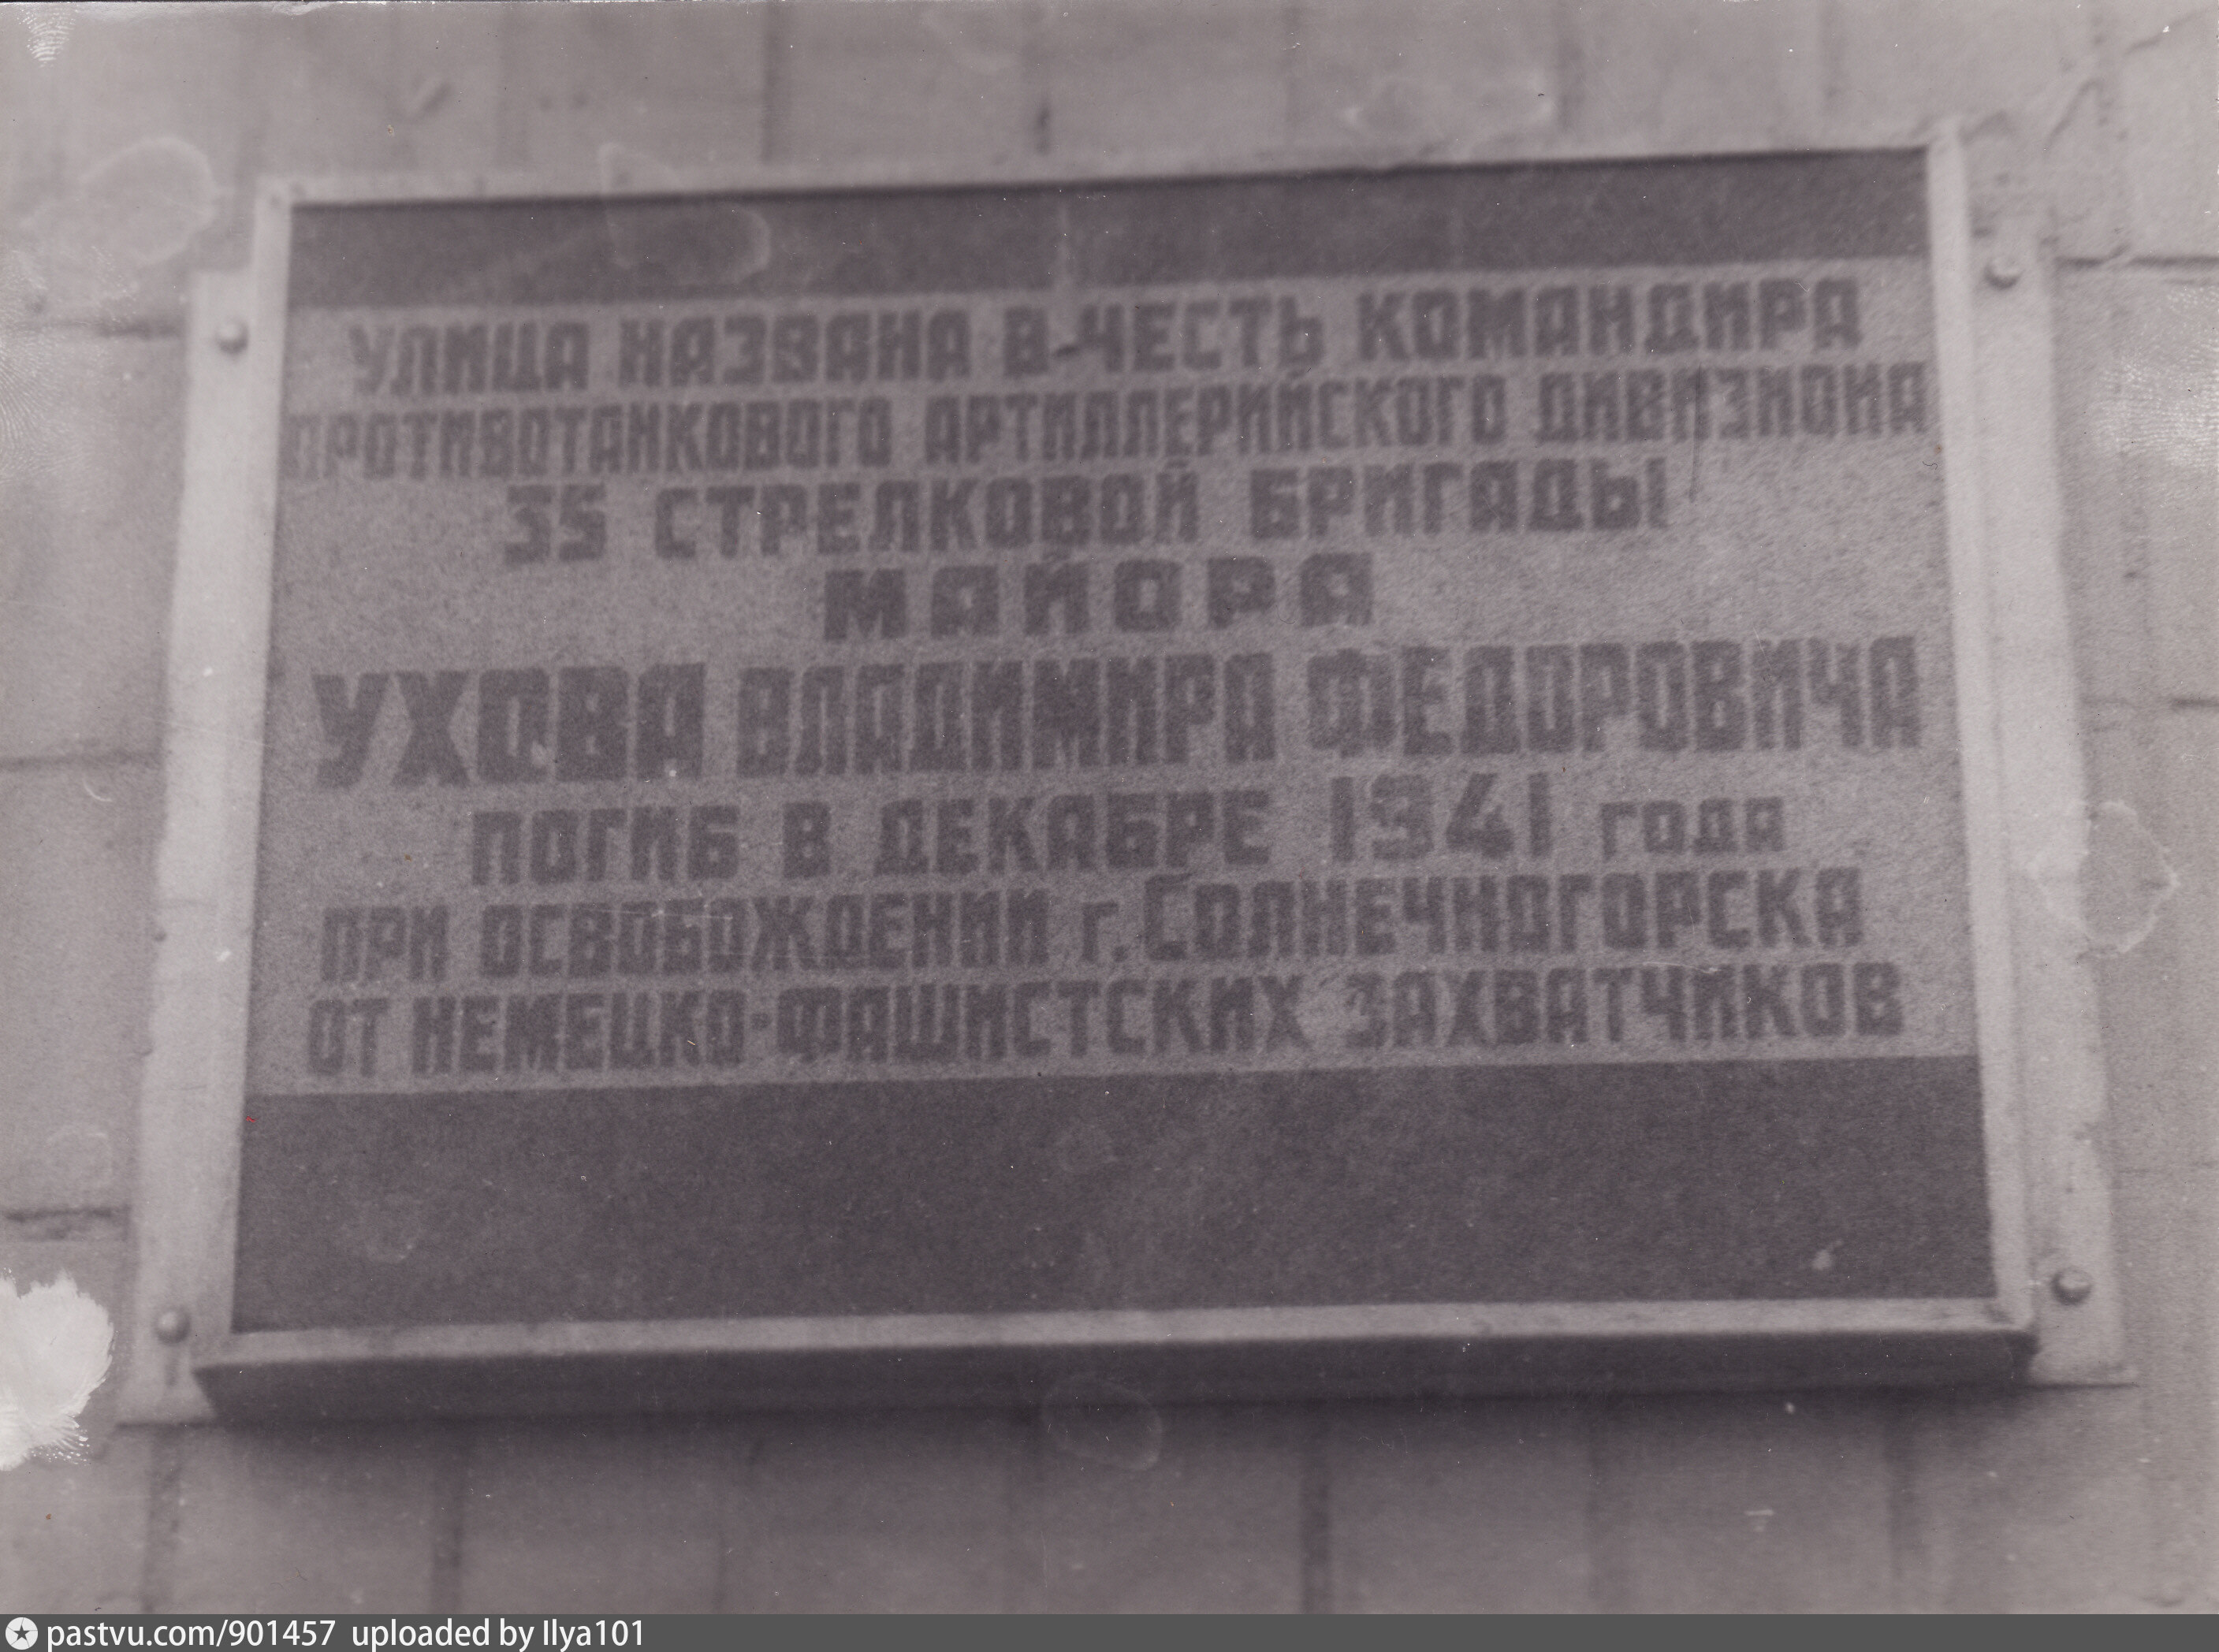 УЛИЦА НАЗВАНА В ЧЕСТЬ КОМАНДИРА
ПРОТИВОТАНКОВОГО АРТИЛЛЕРИЙСКОГО ДИВИЗИОНА
35 СТРЕЛКОВОЙ БРИГАДЫ
МАЙОРА
УХОВА ВЛАДИМИРА ФЕДОРОВИЧА
ПОГИБ В ДЕКАБРЕ 1941 ГОДА
ПРИ ОСВОБОЖДЕНИИ г. СОЛНЕЧНОГОРСКА
ОТ НЕМЕЦКО-ФАШИСТСКИХ ЗАХВАТЧИКОВ
pastvu.com/901457 uploaded by Ilya101